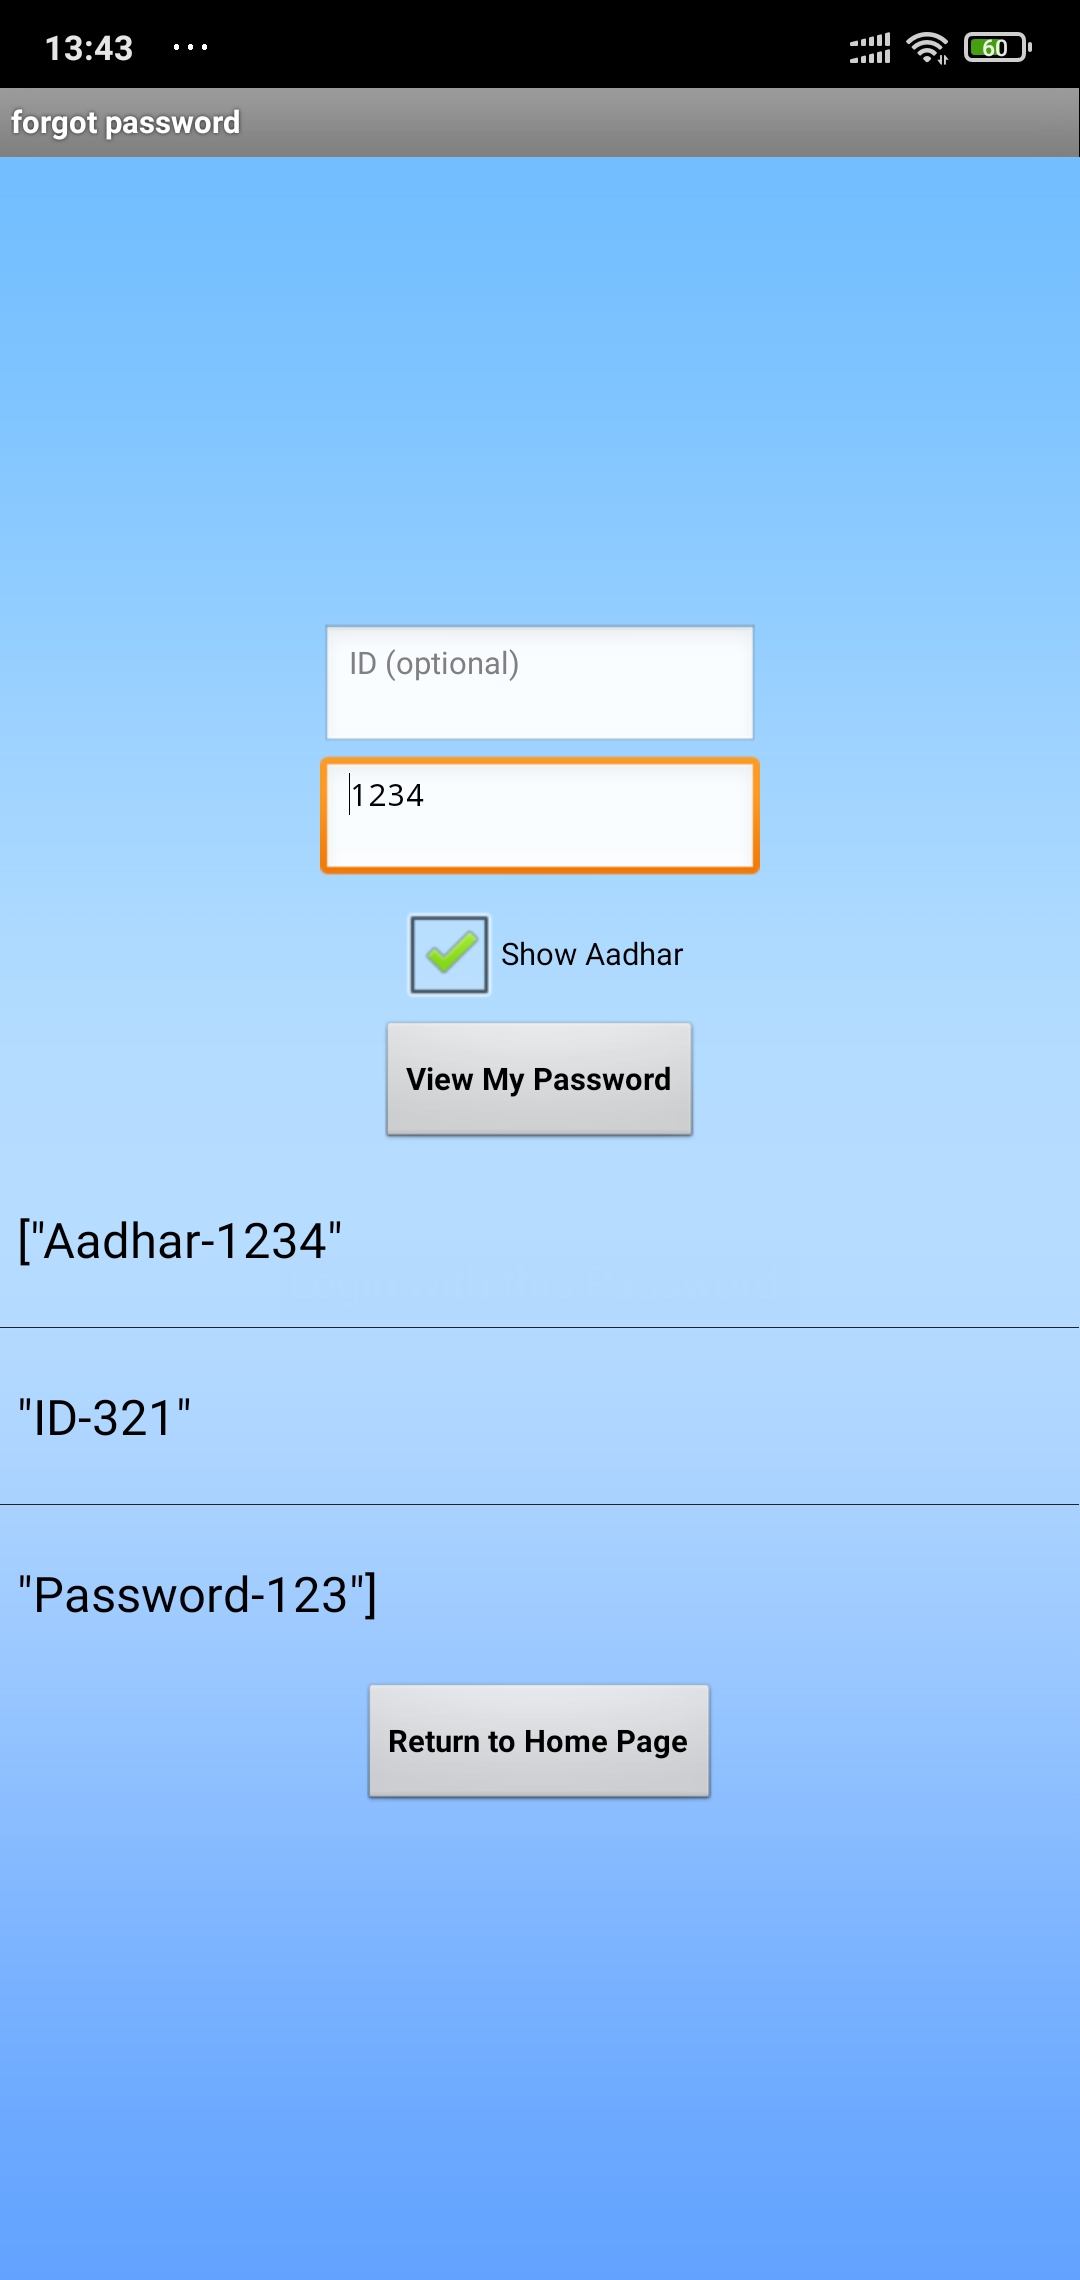 13:43 ...
60
forgot password
ID (optional)
1234
Show Aadhar
View My Password
["Aadhar-1234"
"ID-321"
"Password-123"]
Return to Home Page